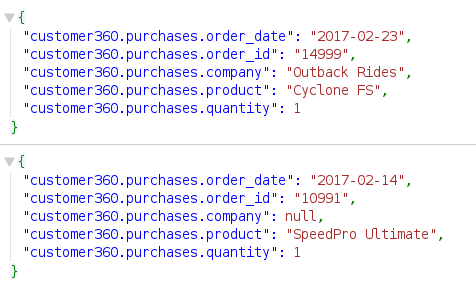 {
"customer360.purchases.order_date": "2017-02-23",
"customer360.purchases.order_id": "14999",
"customer360.purchases.company": "Outback Rides",
"customer360.purchases.product": "Cyclone FS",
"customer360.purchases.quantity": 1
}
{
"customer360.purchases.order_date": "2017-02-14",
"customer360.purchases.order_id": "10991",
"customer360.purchases.company": null,
"customer360.purchases.product": "SpeedPro Ultimate",
"customer360.purchases.quantity": 1
}